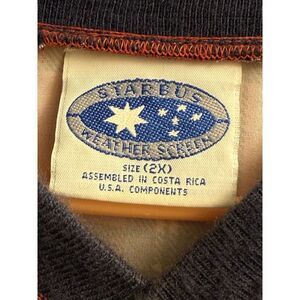 STARBUS
WEATHER SCREEN
SIZE (2X)
ASSEMBLED IN COSTA RICA
U.S.A. COMPONENTS